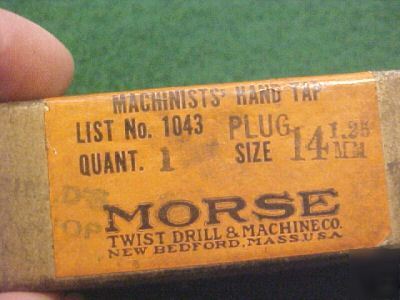 MACHINISTS' HAND TAP
LIST No. 1043 PLUG
QUANT. 1 SIZE 14 1.25 MM
MORSE
TWIST DRILL & MACHINE CO.
NEW BEDFORD, MASS. U.S.A.